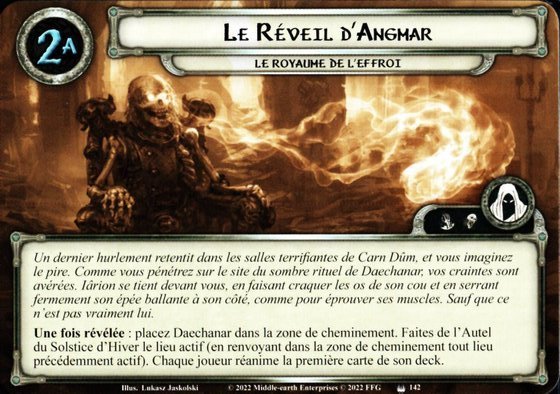 2A
Le Réveil d'Angmar
Le Royaume de l'Effroi
Un dernier hurlement retentit dans les salles terrifiantes de Carn Dûm, et vous imaginez
le pire. Comme vous pénétrez sur le site du sombre rituel de Daechanar, vos craintes sont
avérées. Iârion se tient devant vous, en faisant craquer les os de son cou et en serrant
fermement son épée ballante à son côté, comme pour éprouver ses muscles. Sauf que ce
n'est pas vraiment lui.
Une fois révélée : placez Daechanar dans la zone de cheminement. Faites de l'Autel
du Solstice d'Hiver le lieu actif (en renvoyant dans la zone de cheminement tout lieu
précédemment actif). Chaque joueur réanime la première carte de son deck.
Illus. Lukasz Jaskolski © 2022 Middle-earth Enterprises © 2022 FFG 142